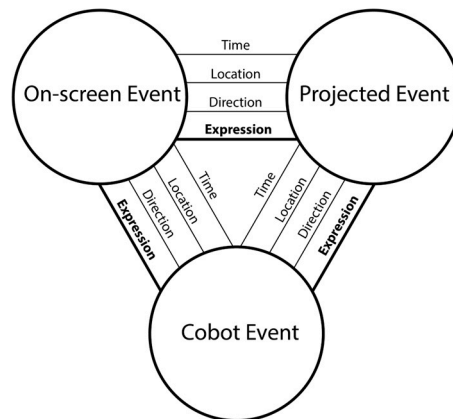 Time
Location
On-screen Event
Projected Event
Direction
Expression
Time
Location
Direction
Expression
Time
Location
Direction
Expression
Cobot Event